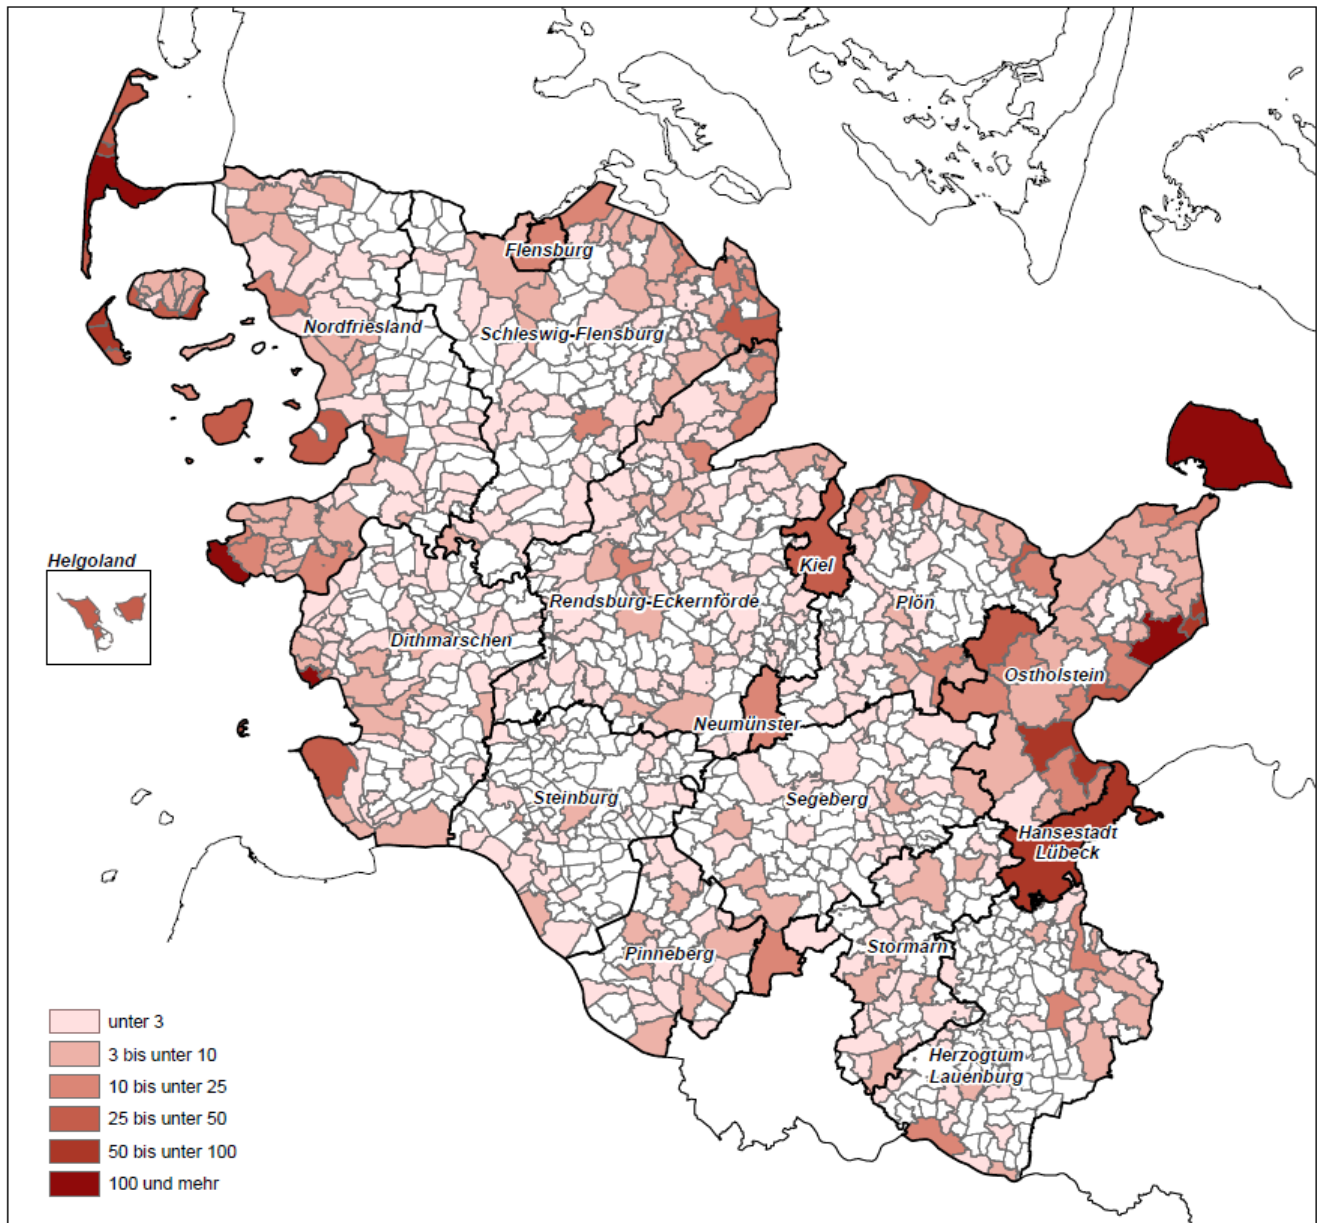 Flensburg
Nordfriesland
Schleswig-Flensburg
Helgoland
Kiel
Rendsburg-Eckernförde
Plön
Dithmarschen
Ostholstein
Neumünster
Steinburg
Segeberg
Hansestadt
Lübeck
Pinneberg
Stormarn
Herzogtum
Lauenburg
unter 3
3 bis unter 10
10 bis unter 25
25 bis unter 50
50 bis unter 100
100 und mehr